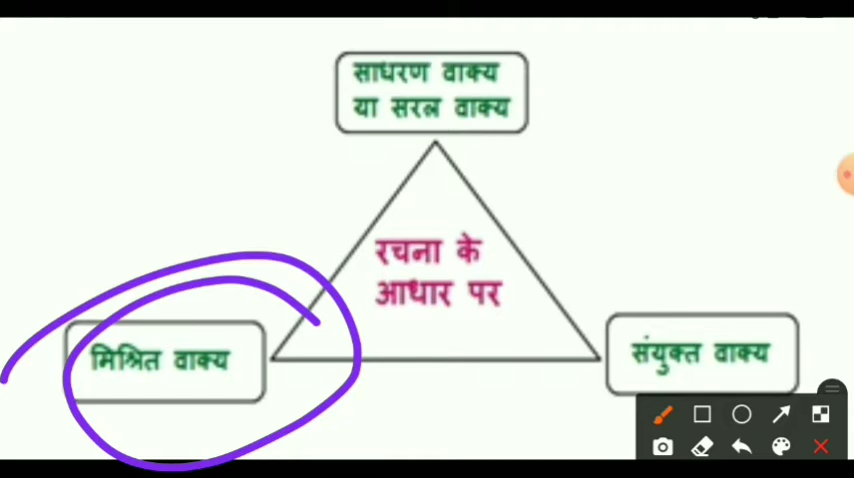 साधरण वाक्य
या सरल वाक्य
रचना के
आधार पर
मिश्रित वाक्य
संयुक्त वाक्य